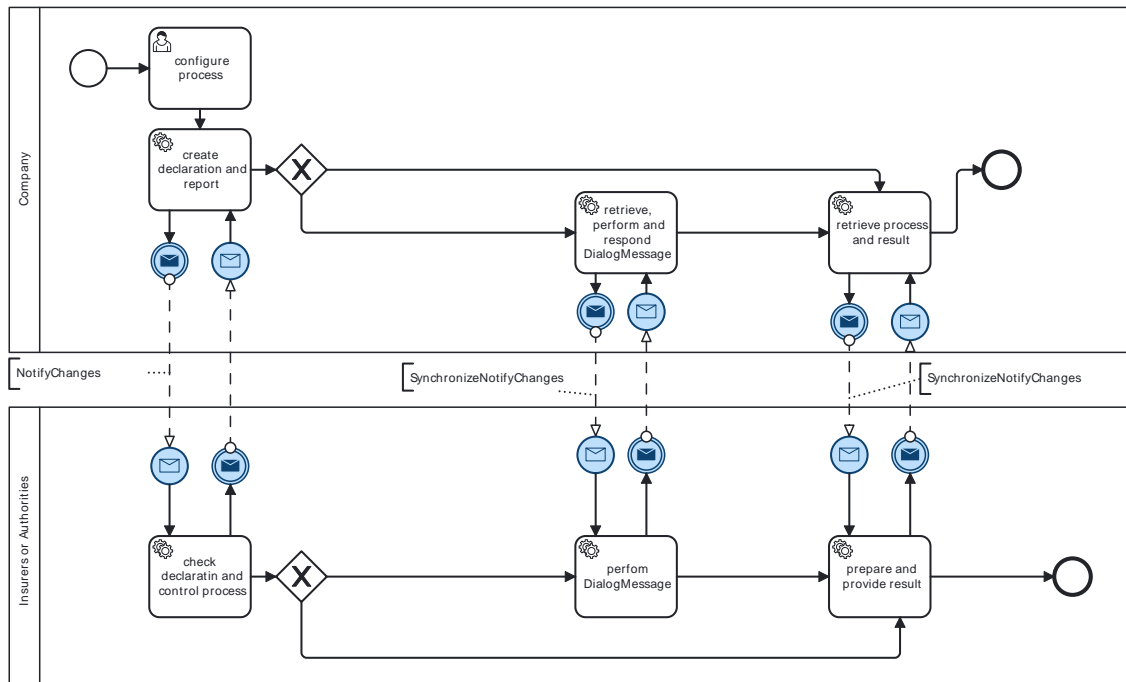 Company
configure
process
create
declaration and
report
retrieve,
perform and
respond
DialogMessage
retrieve process
and result
NotifyChanges
SynchronizeNotifyChanges
SynchronizeNotifyChanges
Insurers or Authorities
check
declaratin and
control process
perfom
DialogMessage
prepare and
provide result